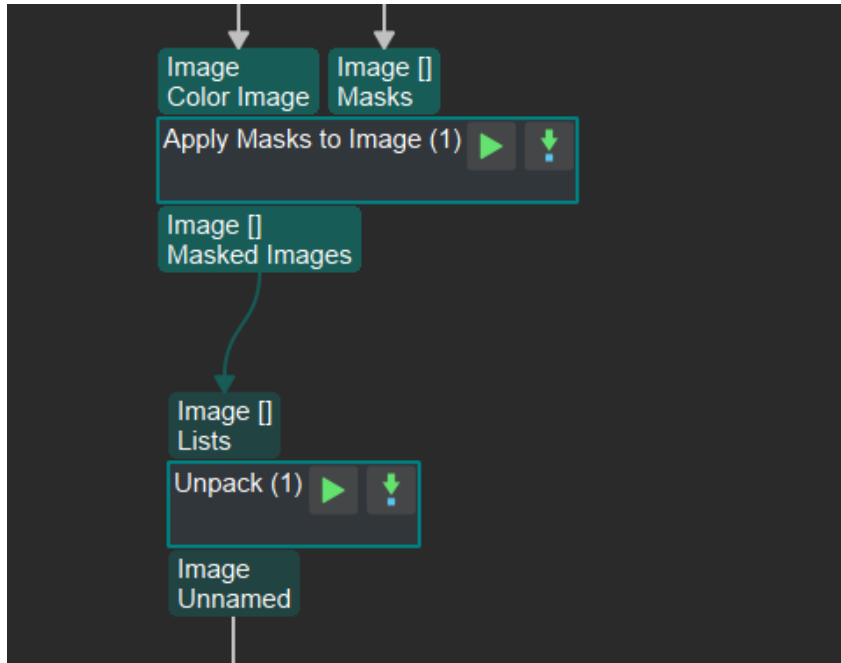 Image
Color Image
Image []
Masks
Apply Masks to Image (1)
Image []
Masked Images
Image []
Lists
Unpack (1)
Image
Unnamed